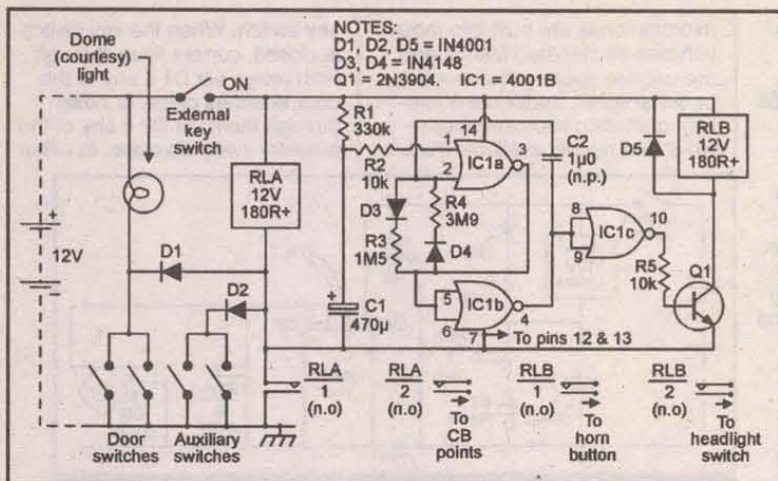 NOTES:
D1, D2, D5 = IN4001
D3, D4 = IN4148
Q1 = 2N3904. IC1 = 4001B
Dome
(courtesy)
light
ON
External
key
switch
RLA
12V
180R+
12V
D1
D2
Door
switches
Auxiliary
switches
R1
330k
R2
10k
14
3
2
IC1a
D3
R4
3M9
R3
1M5
D4
C1
470µ
5
6
IC1b
4
7
To pins 12 & 13
C2
1µ0
(n.p.)
8
9
IC1c
10
R5
10k
Q1
D5
RLB
12V
180R+
RLA
1
(n.o)
RLA
2
(n.o)
To
CB
points
RLB
1
(n.o)
To
horn
button
RLB
2
(n.o)
To
headlight
switch